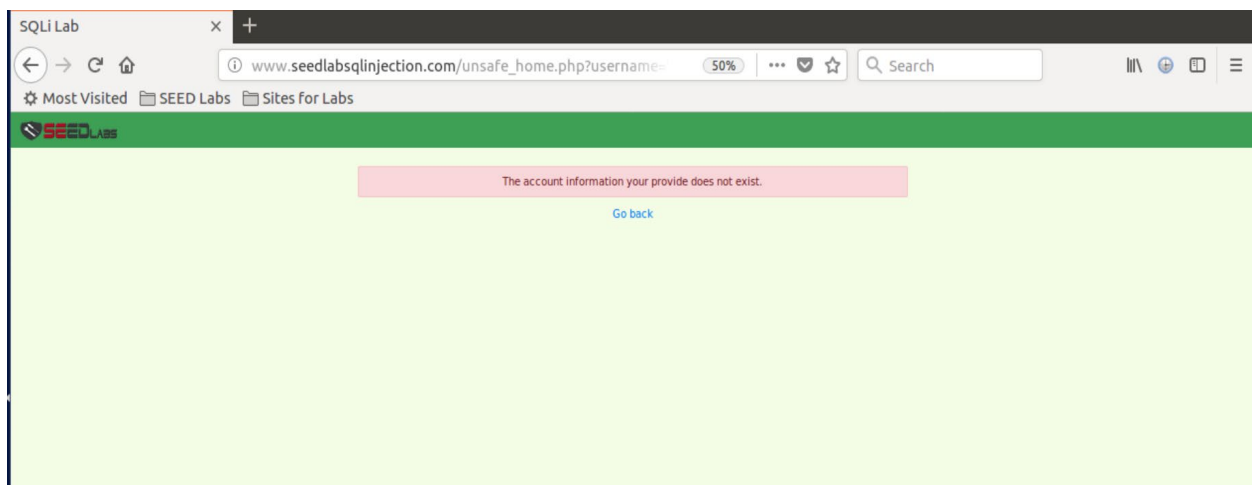 SQLi Lab
www.seedlabsqlinjection.com/unsafe_home.php?username=
50%
Search
Most Visited SEED Labs Sites for Labs
SEEDLABS
The account information your provide does not exist.
Go back